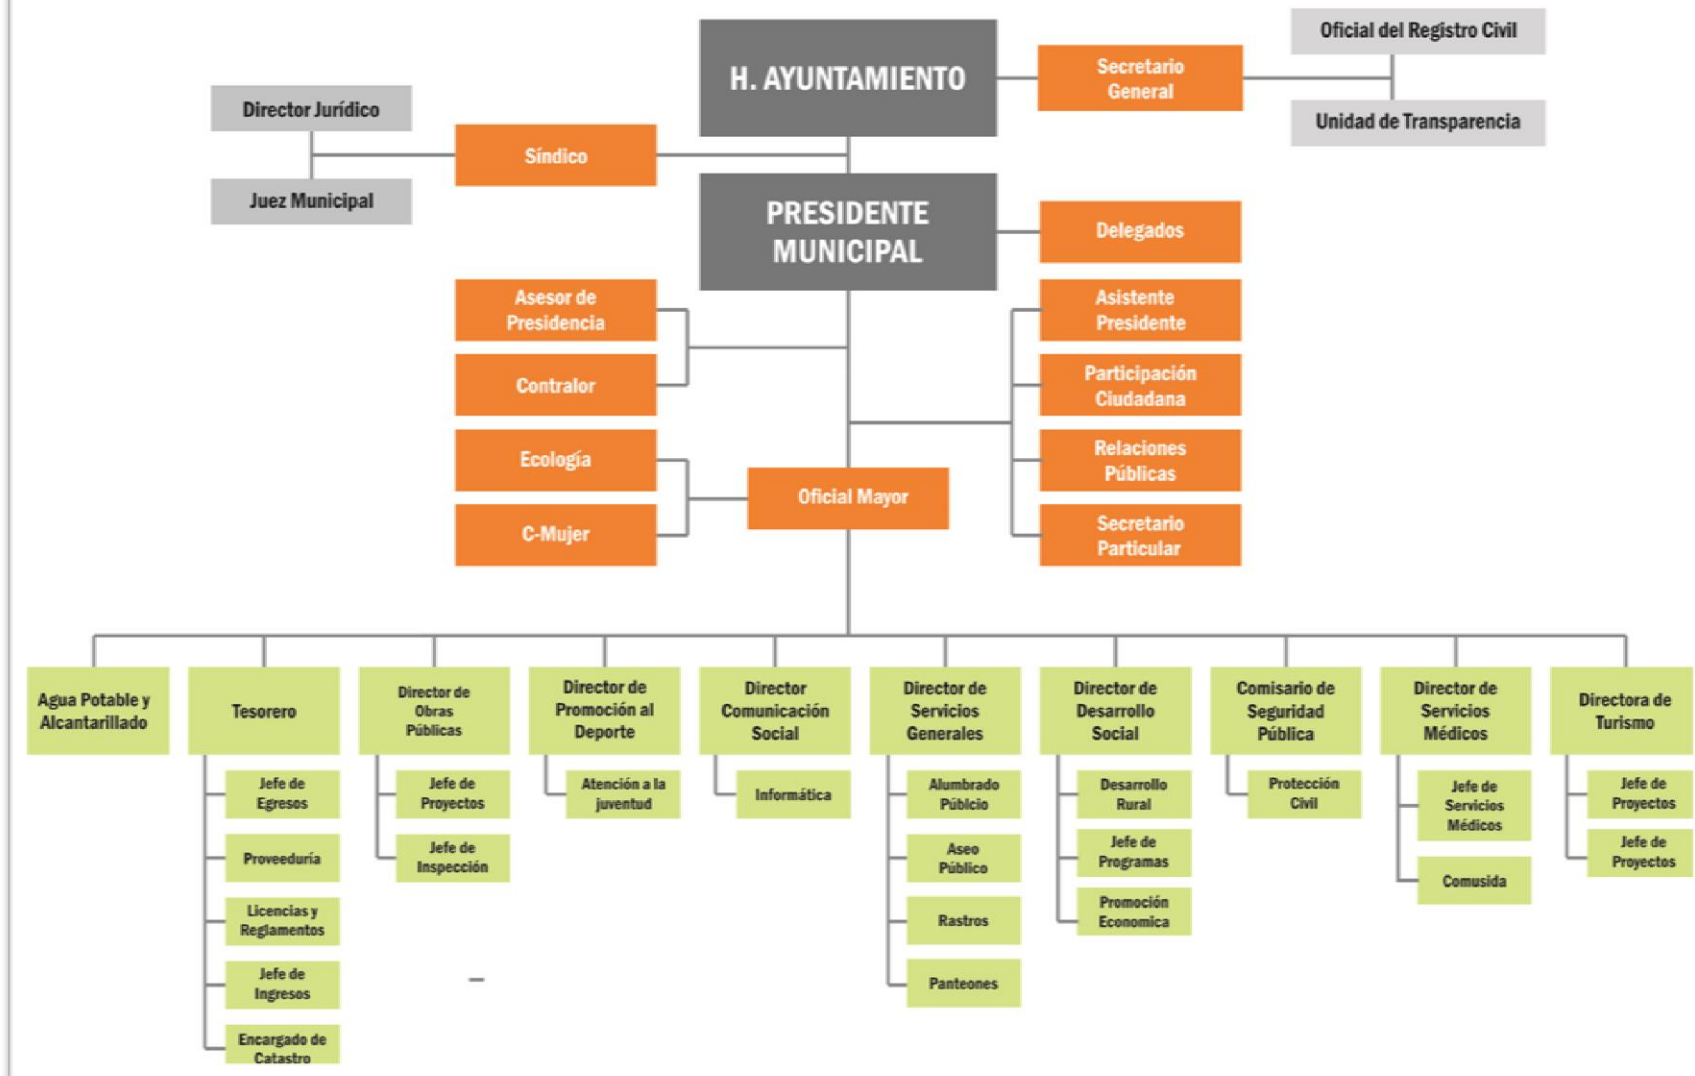 Oficial del Registro Civil
H. AYUNTAMIENTO
Secretario
General
Director Jurídico
Unidad de Transparencia
Síndico
Juez Municipal
PRESIDENTE
MUNICIPAL
Delegados
Asesor de
Presidencia
Asistente
Presidente
Contralor
Participación
Ciudadana
Ecología
Relaciones
Públicas
Oficial Mayor
C-Mujer
Secretario
Particular
Agua Potable y
Alcantarillado
Tesorero
Director de
Obras
Públicas
Director de
Promoción al
Deporte
Director
Comunicación
Social
Director de
Servicios
Generales
Director de
Desarrollo
Social
Comisario de
Seguridad
Pública
Director de
Servicios
Médicos
Directora de
Turismo
Jefe de
Egresos
Proveeduría
Licencias y
Reglamentos
Jefe de
Ingresos
Encargado de
Catastro
Jefe de
Proyectos
Jefe de
Inspección
Atención a la
juventud
Informática
Alumbrado
Públcio
Aseo
Público
Rastros
Panteones
Desarrollo
Rural
Jefe de
Programas
Promoción
Economica
Protección
Civil
Jefe de
Servicios
Médicos
Comusida
Jefe de
Proyectos
Jefe de
Proyectos